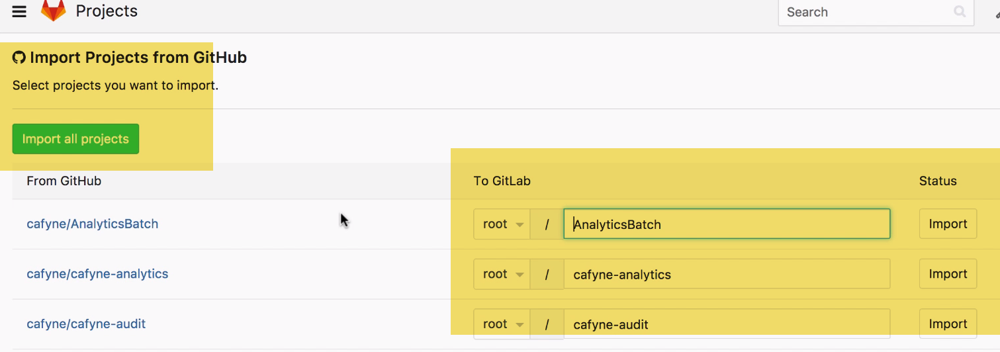 Projects
Search
Import Projects from GitHub
Select projects you want to import.
Import all projects
From GitHub To GitLab Status
cafyne/AnalyticsBatch root / AnalyticsBatch Import
cafyne/cafyne-analytics root / cafyne-analytics Import
cafyne/cafyne-audit root / cafyne-audit Import